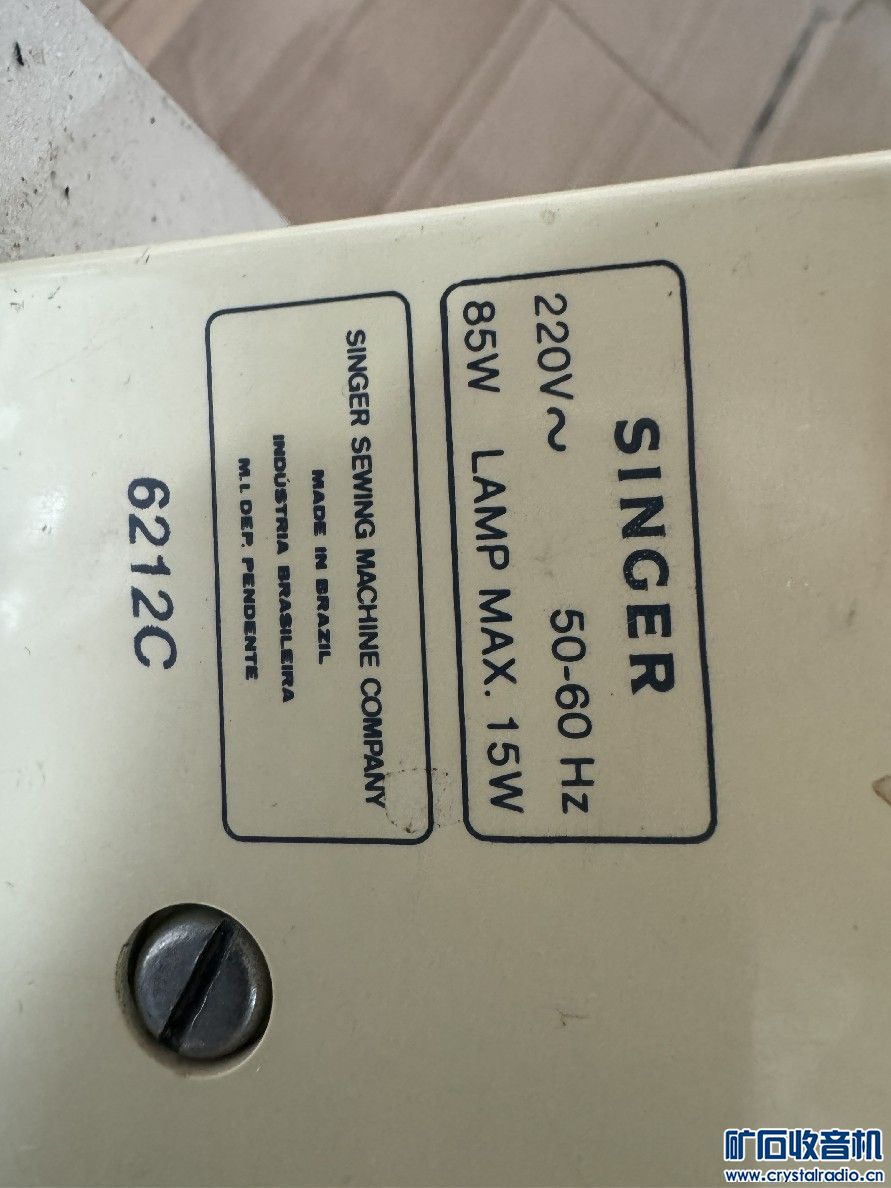 SINGER
220V~ 50-60 Hz
85W LAMP MAX. 15W
SINGER SEWING MACHINE COMPANY
MADE IN BRAZIL
INDÚSTRIA BRASILEIRA
M.I. DEP. PENDENTE
6212C
矿石收音机
www.crystalradio.cn